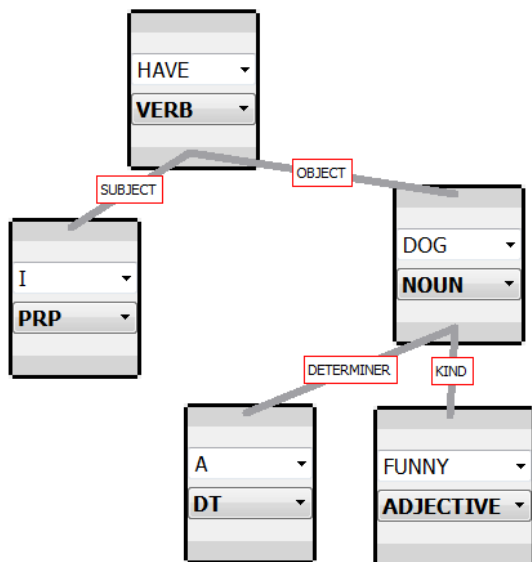 HAVE
VERB
SUBJECT
OBJECT
I
PRP
DOG
NOUN
DETERMINER
KIND
A
DT
FUNNY
ADJECTIVE